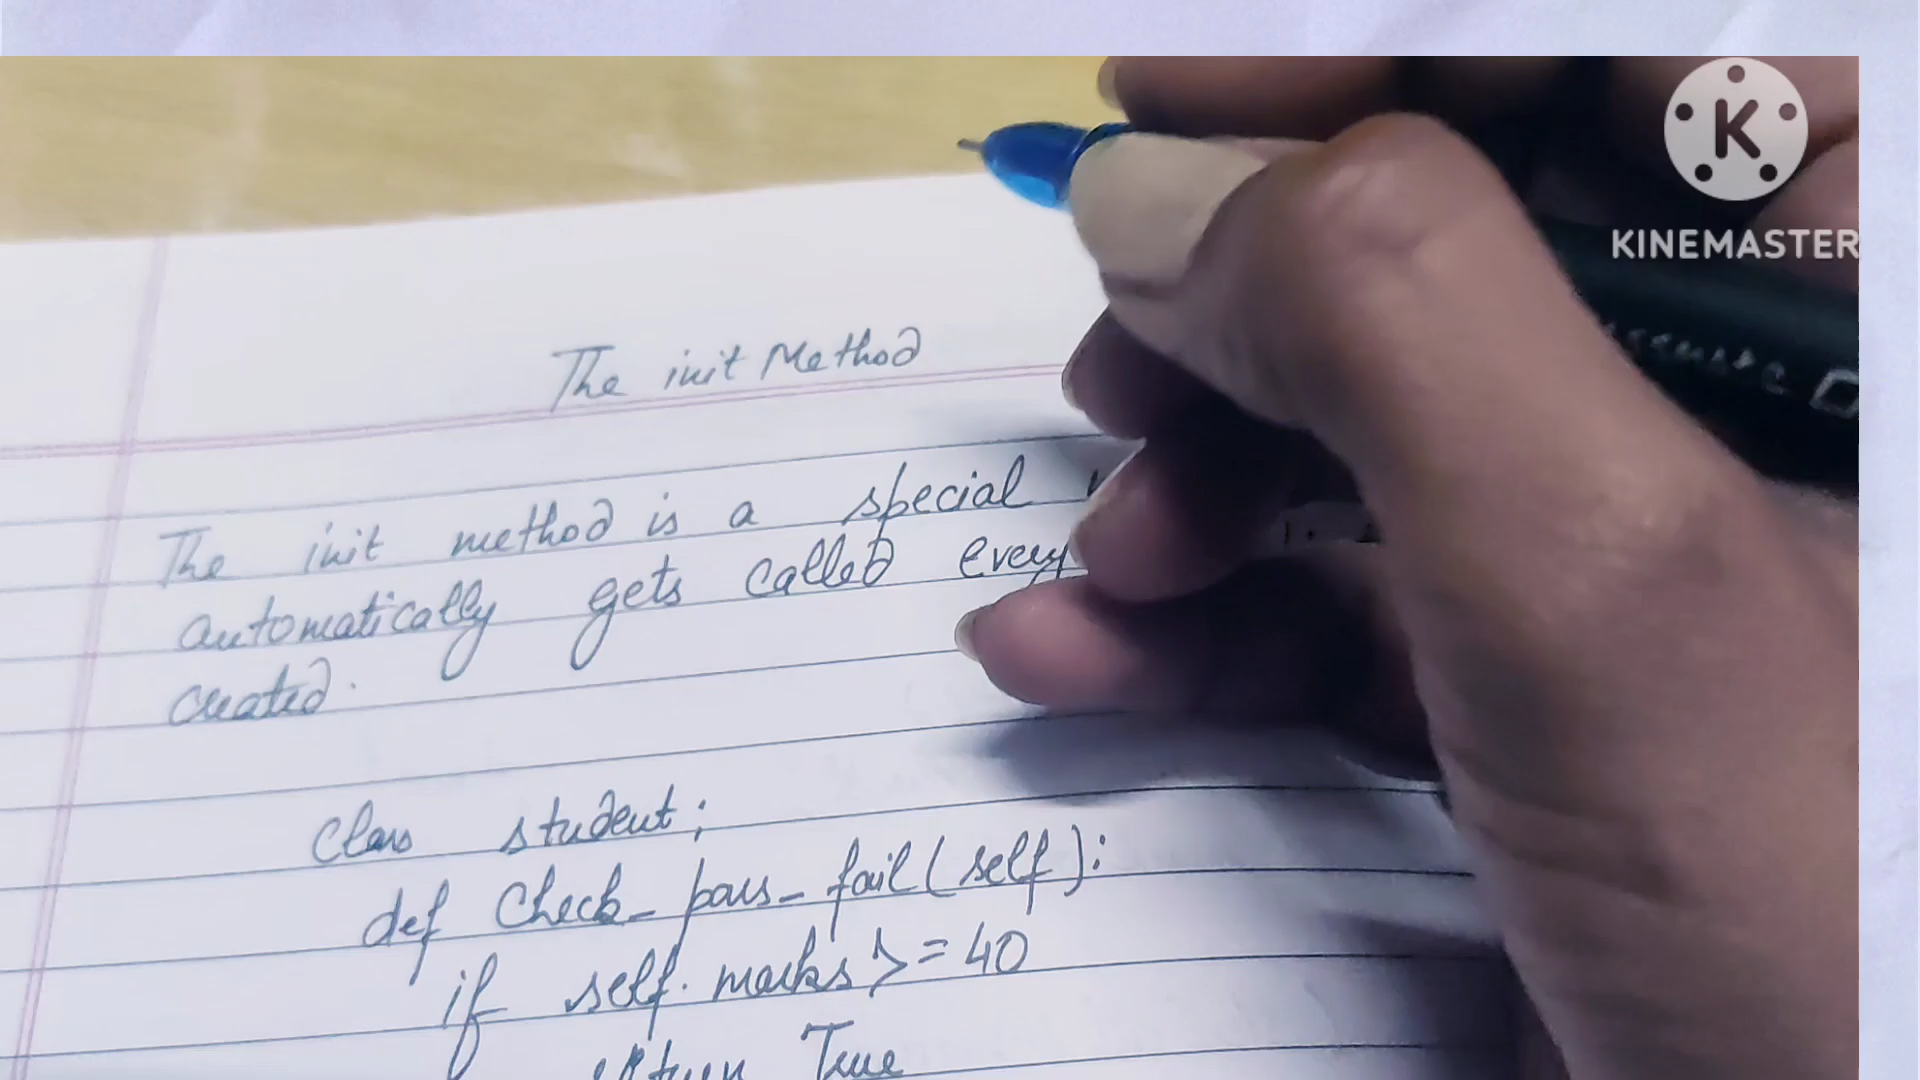 KINEMASTER
The init Method
The init method is a special
automatically gets called every
created.
class student:
def check_pass_fail(self):
if self.marks>=40
return True